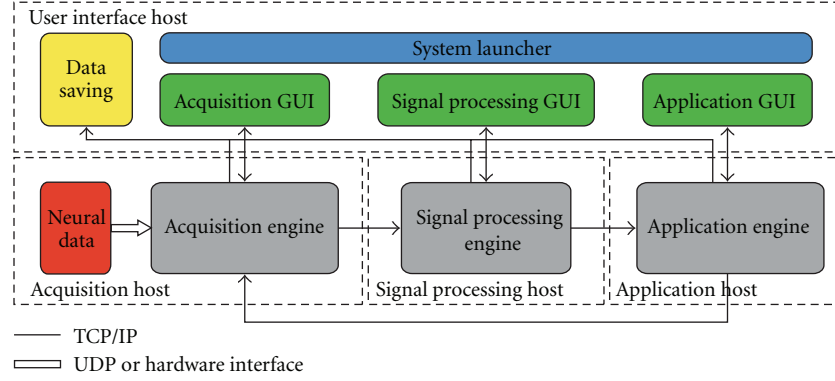 User interface host
System launcher
Data
saving
Acquisition GUI
Signal processing GUI
Application GUI
Neural
data
Acquisition engine
Signal processing
engine
Application engine
Acquisition host
Signal processing host
Application host
TCP/IP
UDP or hardware interface